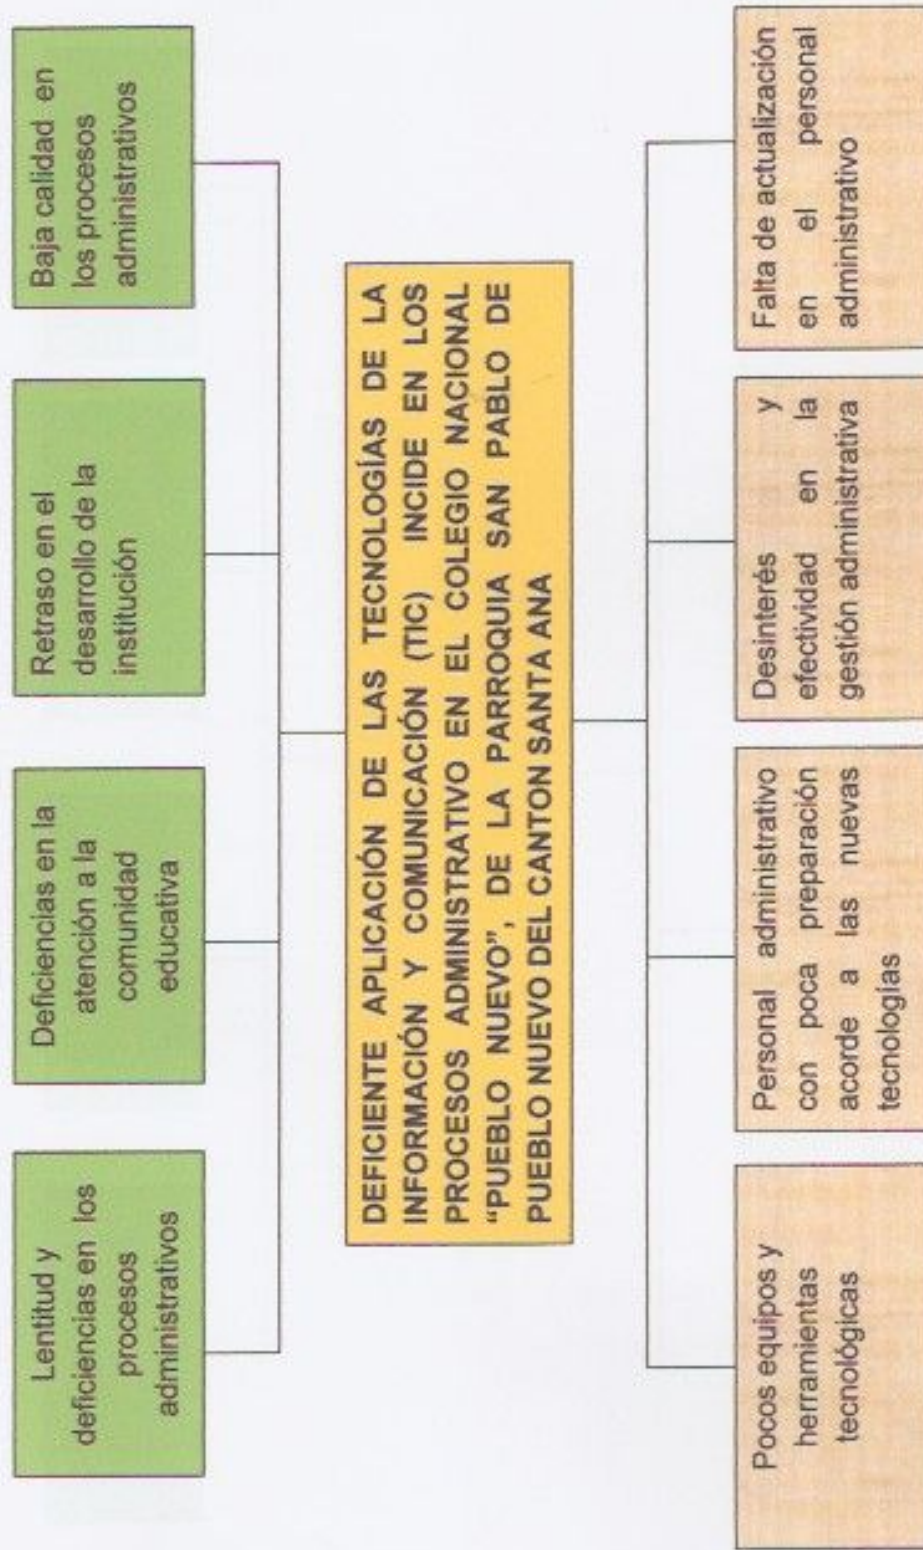 Lentitud y
deficiencias en los
procesos
administrativos
Deficiencias en la
atención a la
comunidad
educativa
Retraso en el
desarrollo de la
institución
Baja calidad en
los procesos
administrativos
DEFICIENTE APLICACIÓN DE LAS TECNOLOGÍAS DE LA
INFORMACIÓN Y COMUNICACIÓN (TIC) INCIDE EN LOS
PROCESOS ADMINISTRATIVO EN EL COLEGIO NACIONAL
“PUEBLO NUEVO”, DE LA PARROQUIA SAN PABLO DE
PUEBLO NUEVO DEL CANTON SANTA ANA
Pocos equipos y
herramientas
tecnológicas
Personal administrativo
con poca preparación
acorde a las nuevas
tecnologías
Desinterés y
efectividad en la
gestión administrativa
Falta de actualización
en el personal
administrativo